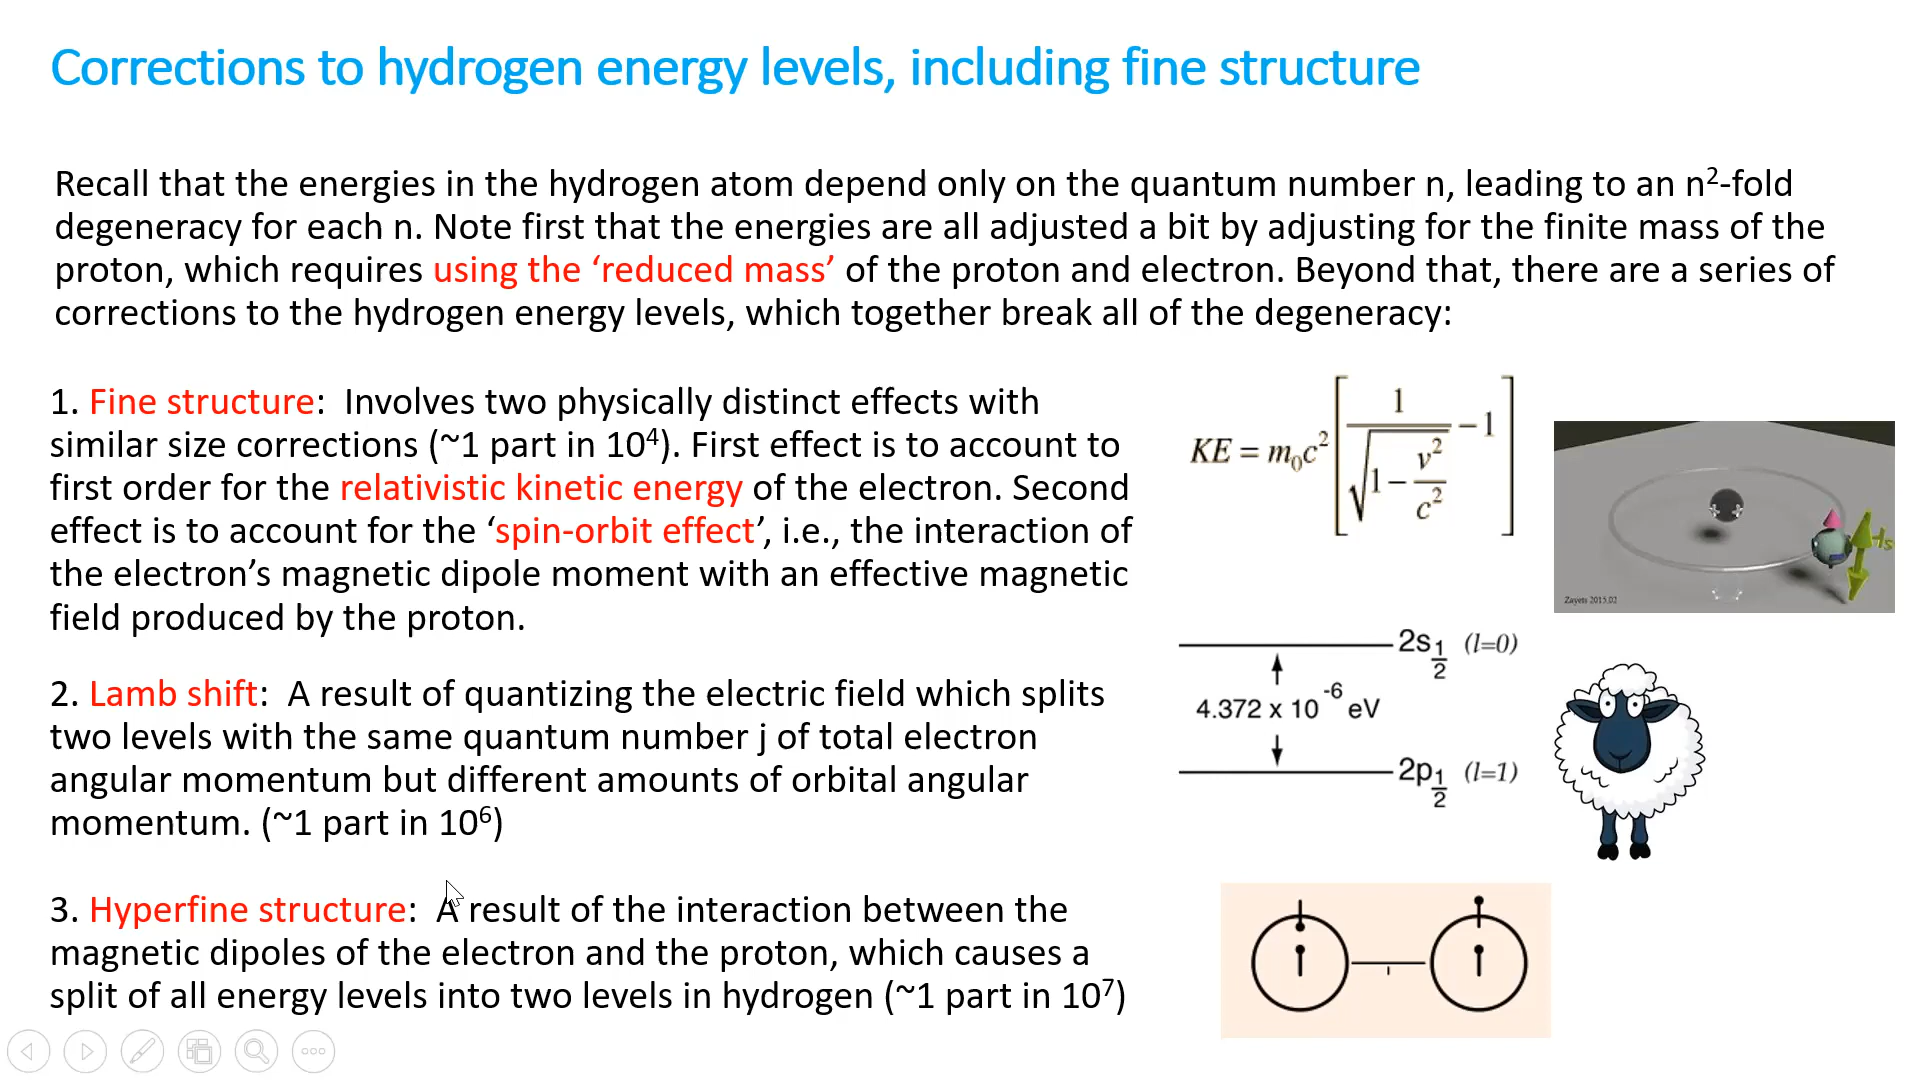 Corrections to hydrogen energy levels, including fine structure
Recall that the energies in the hydrogen atom depend only on the quantum number n, leading to an n²-fold
degeneracy for each n. Note first that the energies are all adjusted a bit by adjusting for the finite mass of the
proton, which requires using the ‘reduced mass’ of the proton and electron. Beyond that, there are a series of
corrections to the hydrogen energy levels, which together break all of the degeneracy:
1. Fine structure:  Involves two physically distinct effects with
similar size corrections (~1 part in 10⁴). First effect is to account to
first order for the relativistic kinetic energy of the electron. Second
effect is to account for the ‘spin-orbit effect’, i.e., the interaction of
the electron’s magnetic dipole moment with an effective magnetic
field produced by the proton.
KE = m₀c² [ 1 / √(1 − v²/c²) − 1 ]
Hs
Zayets 2015.02
2. Lamb shift:  A result of quantizing the electric field which splits
two levels with the same quantum number j of total electron
angular momentum but different amounts of orbital angular
momentum. (~1 part in 10⁶)
2s 1/2 (l=0)
4.372 x 10⁻⁶ eV
2p 1/2 (l=1)
3. Hyperfine structure:  A result of the interaction between the
magnetic dipoles of the electron and the proton, which causes a
split of all energy levels into two levels in hydrogen (~1 part in 10⁷)